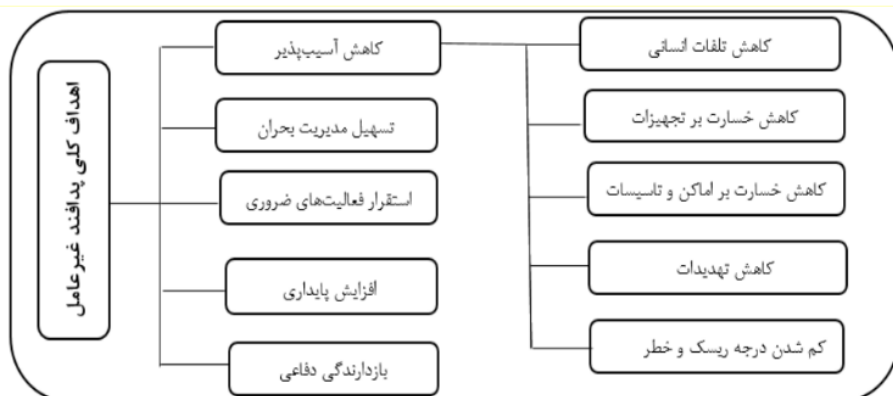 اهداف کلی پدافند غیرعامل
کاهش آسیب‌پذیر
تسهیل مدیریت بحران
استقرار فعالیت‌های ضروری
افزایش پایداری
بازدارندگی دفاعی
کاهش تلفات انسانی
کاهش خسارت بر تجهیزات
کاهش خسارت بر اماکن و تاسیسات
کاهش تهدیدات
کم شدن درجه ریسک و خطر